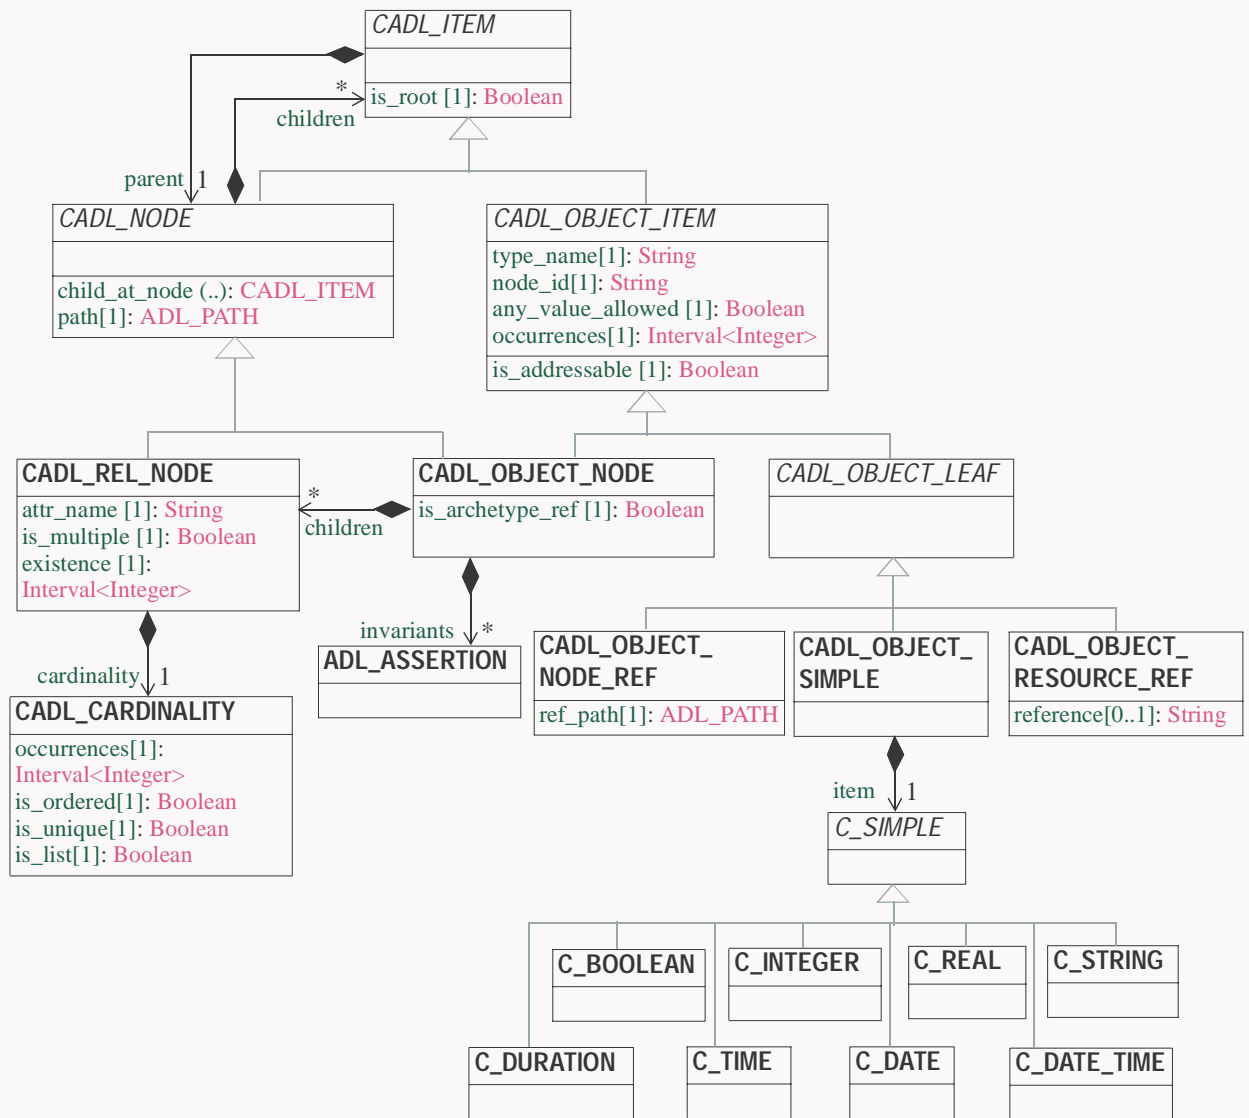 CADL_ITEM
is_root [1]: Boolean
*
children
parent 1
CADL_NODE
child_at_node (..): CADL_ITEM
path[1]: ADL_PATH
CADL_OBJECT_ITEM
type_name[1]: String
node_id[1]: String
any_value_allowed [1]: Boolean
occurrences[1]: Interval<Integer>
is_addressable [1]: Boolean
CADL_REL_NODE
attr_name [1]: String
is_multiple [1]: Boolean
existence [1]:
Interval<Integer>
*
children
CADL_OBJECT_NODE
is_archetype_ref [1]: Boolean
CADL_OBJECT_LEAF
invariants *
ADL_ASSERTION
cardinality 1
CADL_CARDINALITY
occurrences[1]:
Interval<Integer>
is_ordered[1]: Boolean
is_unique[1]: Boolean
is_list[1]: Boolean
CADL_OBJECT_
NODE_REF
ref_path[1]: ADL_PATH
CADL_OBJECT_
SIMPLE
CADL_OBJECT_
RESOURCE_REF
reference[0..1]: String
item 1
C_SIMPLE
C_BOOLEAN
C_INTEGER
C_REAL
C_STRING
C_DURATION
C_TIME
C_DATE
C_DATE_TIME